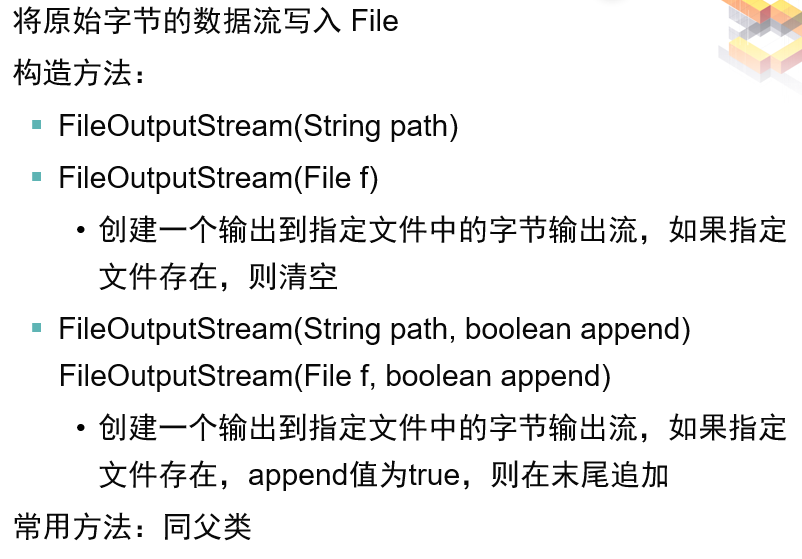 将原始字节的数据流写入 File
构造方法：
FileOutputStream(String path)
FileOutputStream(File f)
创建一个输出到指定文件中的字节输出流，如果指定
文件存在，则清空
FileOutputStream(String path, boolean append)
FileOutputStream(File f, boolean append)
创建一个输出到指定文件中的字节输出流，如果指定
文件存在，append值为true，则在末尾追加
常用方法：同父类